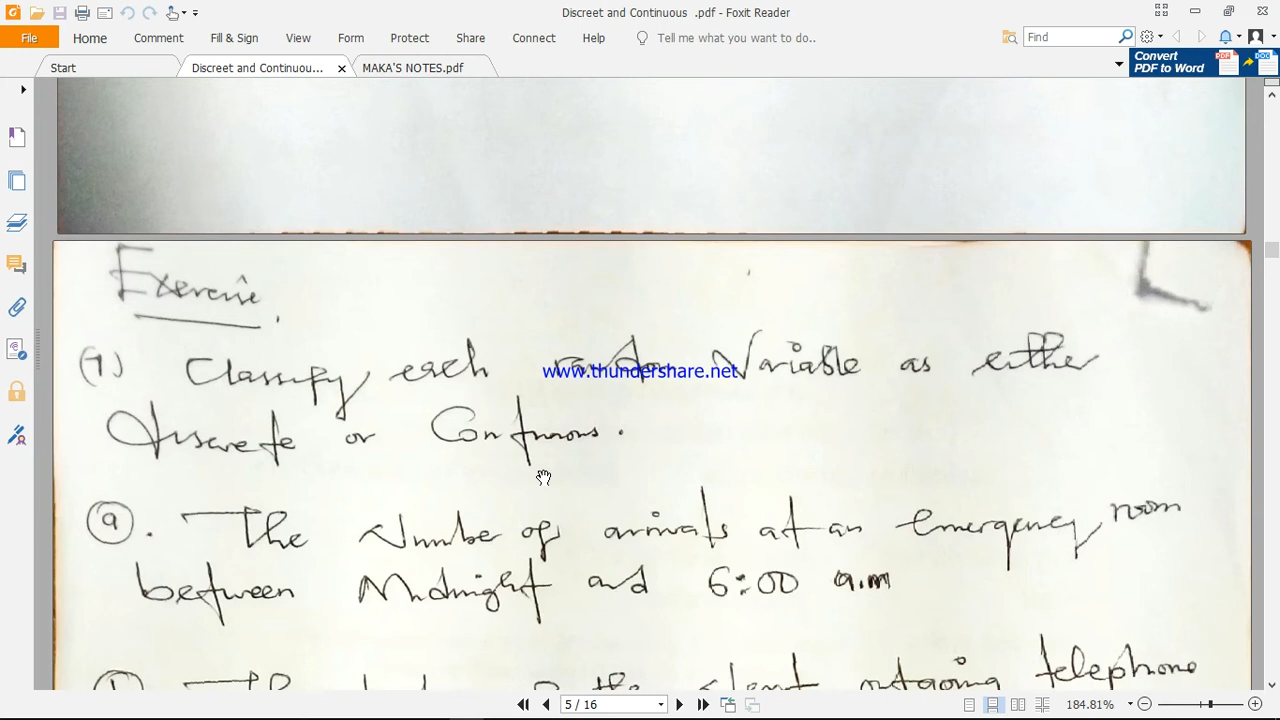 Discreet and Continuous .pdf - Foxit Reader
File Home Comment Fill & Sign View Form Protect Share Connect Help Tell me what you want to do.. Find
Start Discreet and Continuou... MAKA'S NOTES.pdf
Convert
PDF to Word
Exercise.
(1) Classify each random Variable as either
www.thundershare.net
discrete or Continuous.
(a). The Number of arrivals at an emergency room
between Midnight and 6:00 a.m
telephone
5 / 16 184.81%